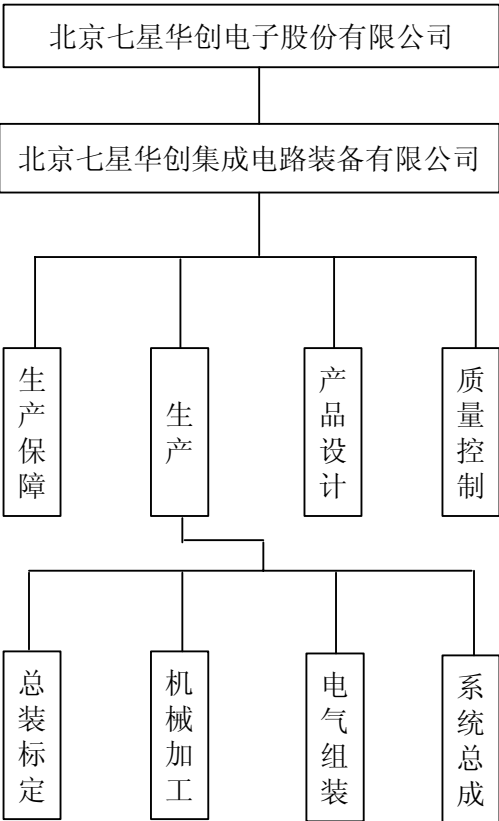 北京七星华创电子股份有限公司
北京七星华创集成电路装备有限公司
生产保障
生产
产品设计
质量控制
总装标定
机械加工
电气组装
系统总成